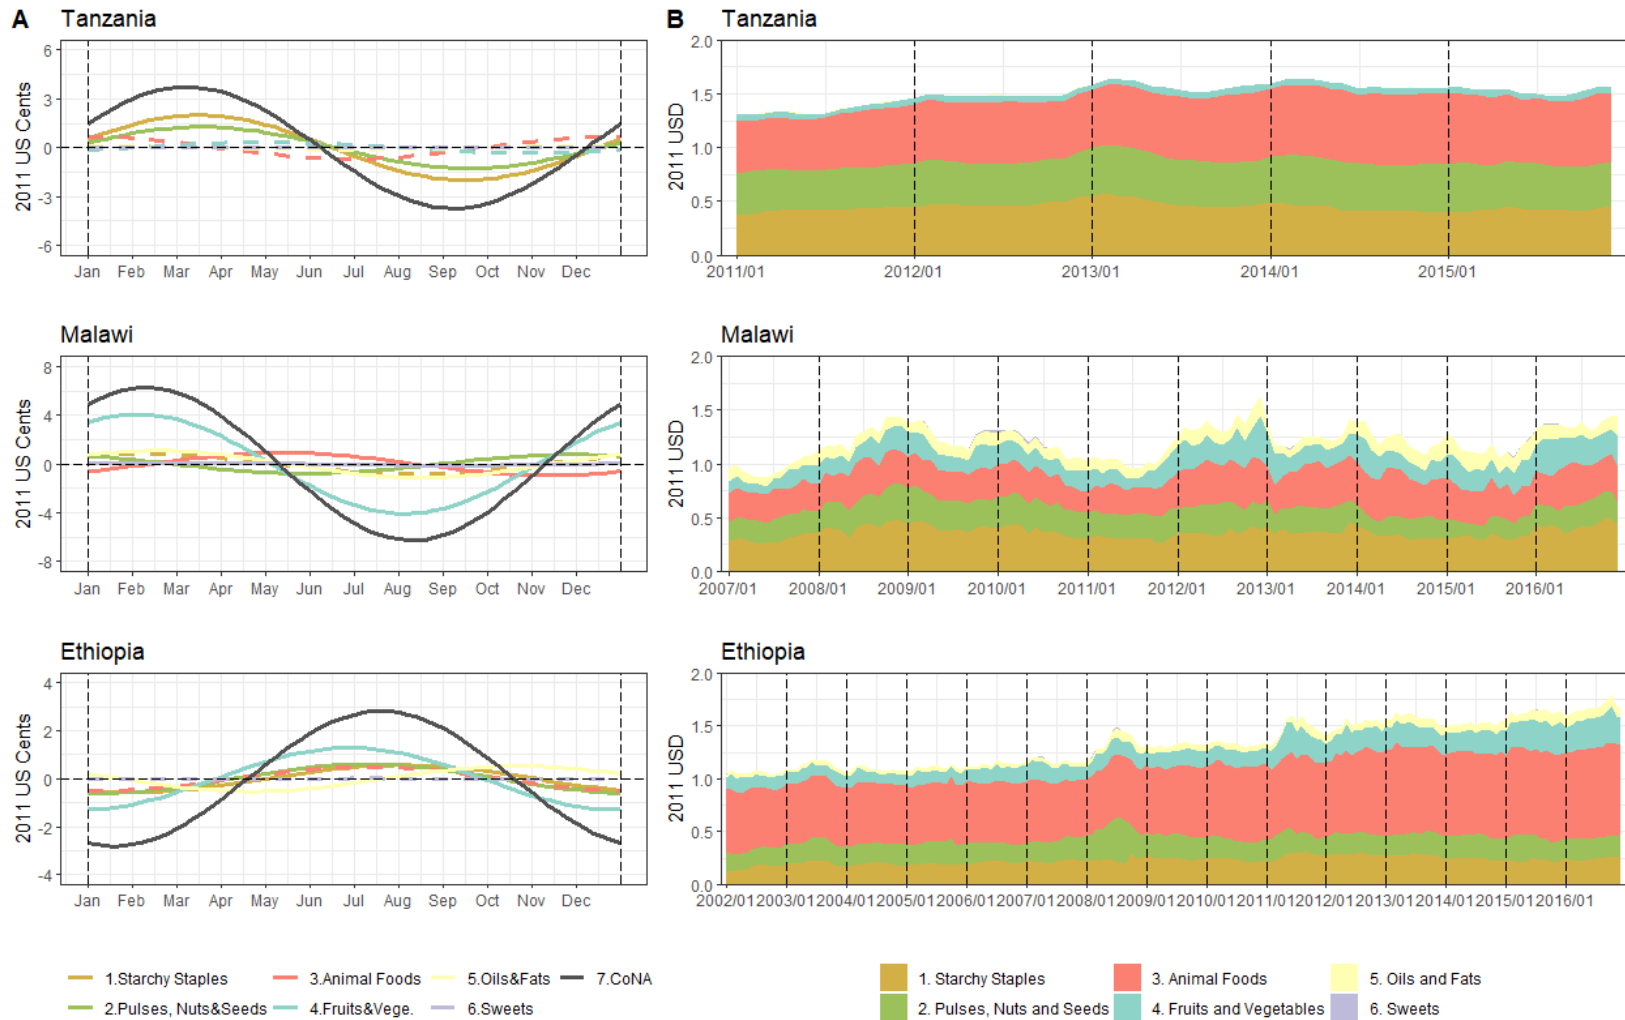 A Tanzania
2011 US Cents
6
3
0
-3
-6
Jan Feb Mar Apr May Jun Jul Aug Sep Oct Nov Dec
B Tanzania
2011 USD
2.0
1.5
1.0
0.5
0.0
2011/01 2012/01 2013/01 2014/01 2015/01
Malawi
2011 US Cents
8
4
0
-4
-8
Jan Feb Mar Apr May Jun Jul Aug Sep Oct Nov Dec
Malawi
2011 USD
2.0
1.5
1.0
0.5
0.0
2007/01 2008/01 2009/01 2010/01 2011/01 2012/01 2013/01 2014/01 2015/01 2016/01
Ethiopia
2011 US Cents
4
2
0
-2
-4
Jan Feb Mar Apr May Jun Jul Aug Sep Oct Nov Dec
Ethiopia
2011 USD
2.0
1.5
1.0
0.5
0.0
2002/01 2003/01 2004/01 2005/01 2006/01 2007/01 2008/01 2009/01 2010/01 2011/01 2012/01 2013/01 2014/01 2015/01 2016/01
1.Starchy Staples 3.Animal Foods 5.Oils&Fats 7.CoNA
2.Pulses, Nuts&Seeds 4.Fruits&Vege. 6.Sweets
1. Starchy Staples 3. Animal Foods 5. Oils and Fats
2. Pulses, Nuts and Seeds 4. Fruits and Vegetables 6. Sweets